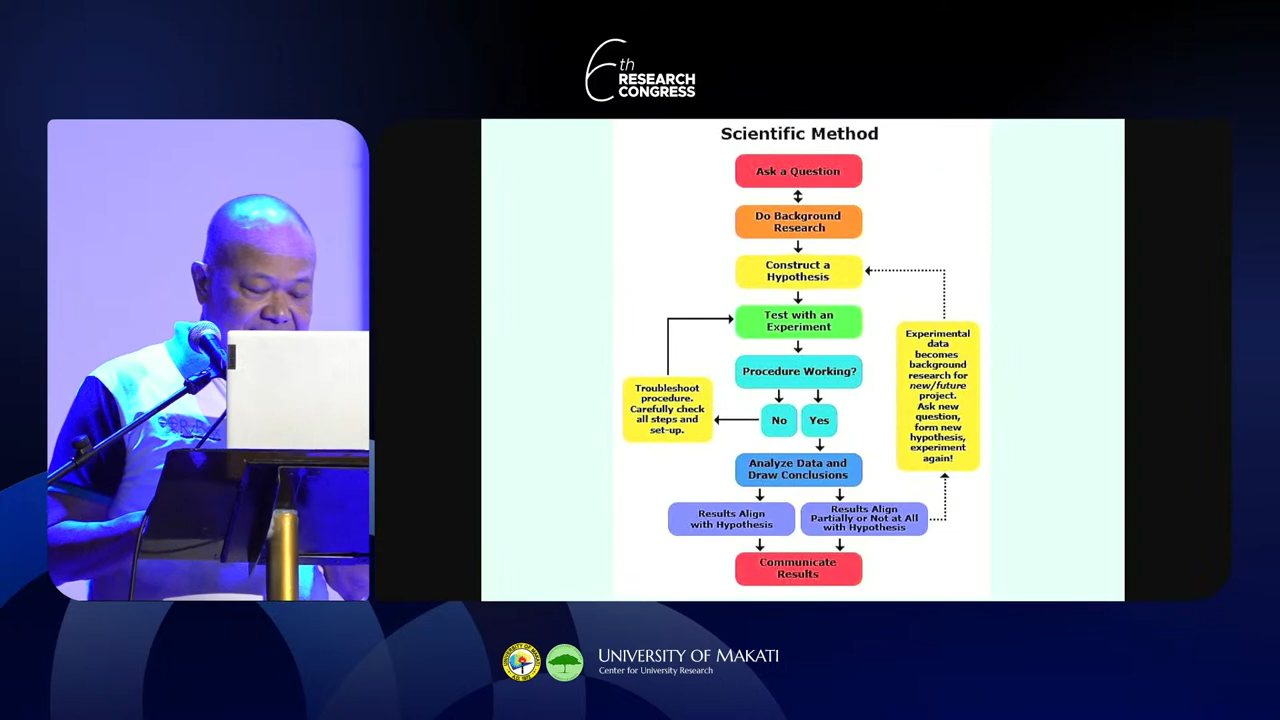 6th
RESEARCH
CONGRESS
Scientific Method
Ask a Question
Do Background
Research
Construct a
Hypothesis
Test with an
Experiment
Procedure Working?
No
Yes
Troubleshoot
procedure.
Carefully check
all steps and
set-up.
Experimental
data
becomes
background
research for
new/future
project.
Ask new
question,
form new
hypothesis,
experiment
again!
Analyze Data and
Draw Conclusions
Results Align
with Hypothesis
Results Align
Partially or Not at All
with Hypothesis
Communicate
Results
UNIVERSITY OF MAKATI
Center for University Research